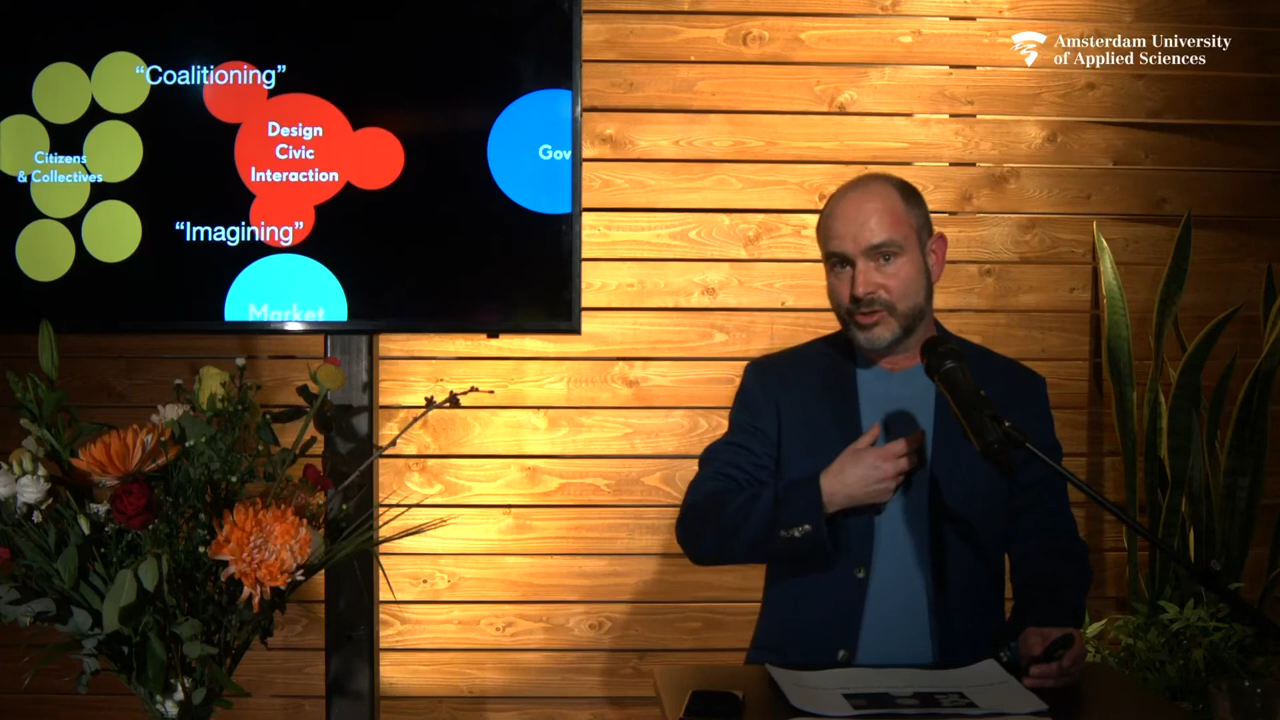 “Coalitioning”
Design
Civic
Interaction
Citizens
& Collectives
Gov
“Imagining”
Market
Amsterdam University
of Applied Sciences